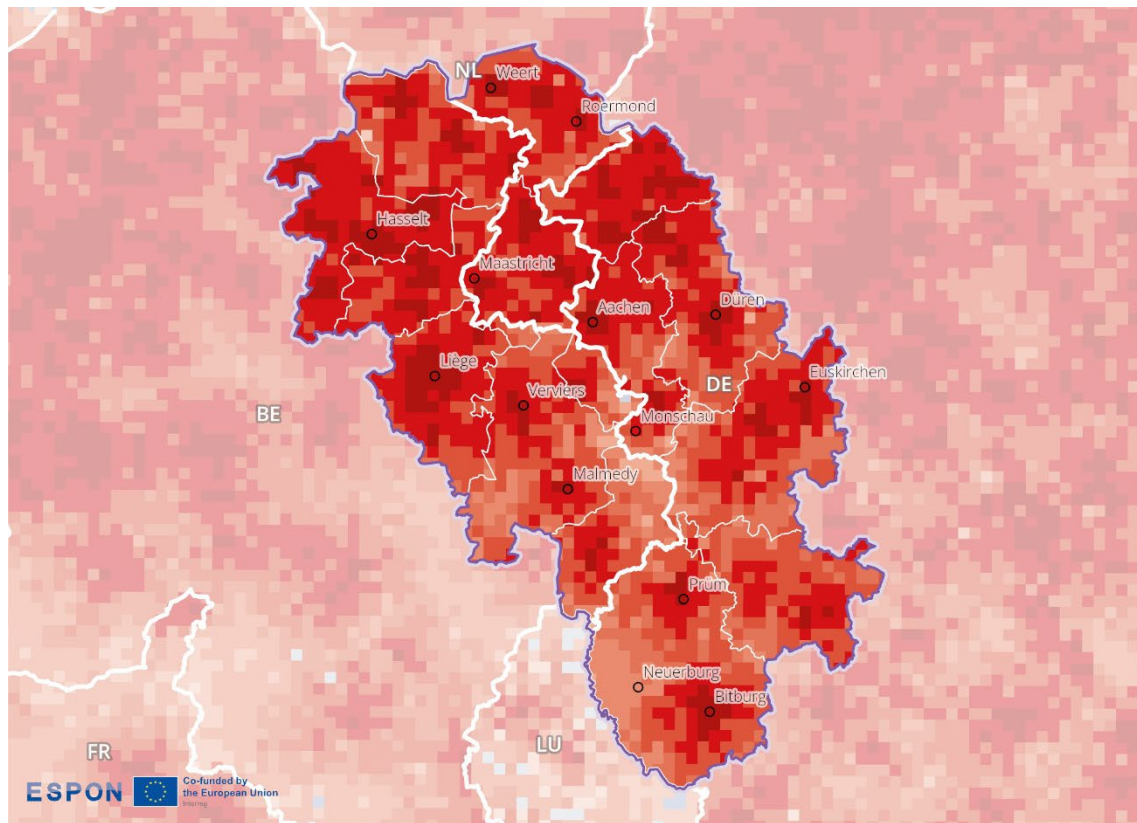 NL
Weert
Roermond
Hasselt
Maastricht
Aachen
Düren
Liège
Verviers
DE
Euskirchen
BE
Monschau
Malmedy
Prüm
Neuerburg
Bitburg
FR
LU
ESPON
Co-funded by
the European Union
Interreg